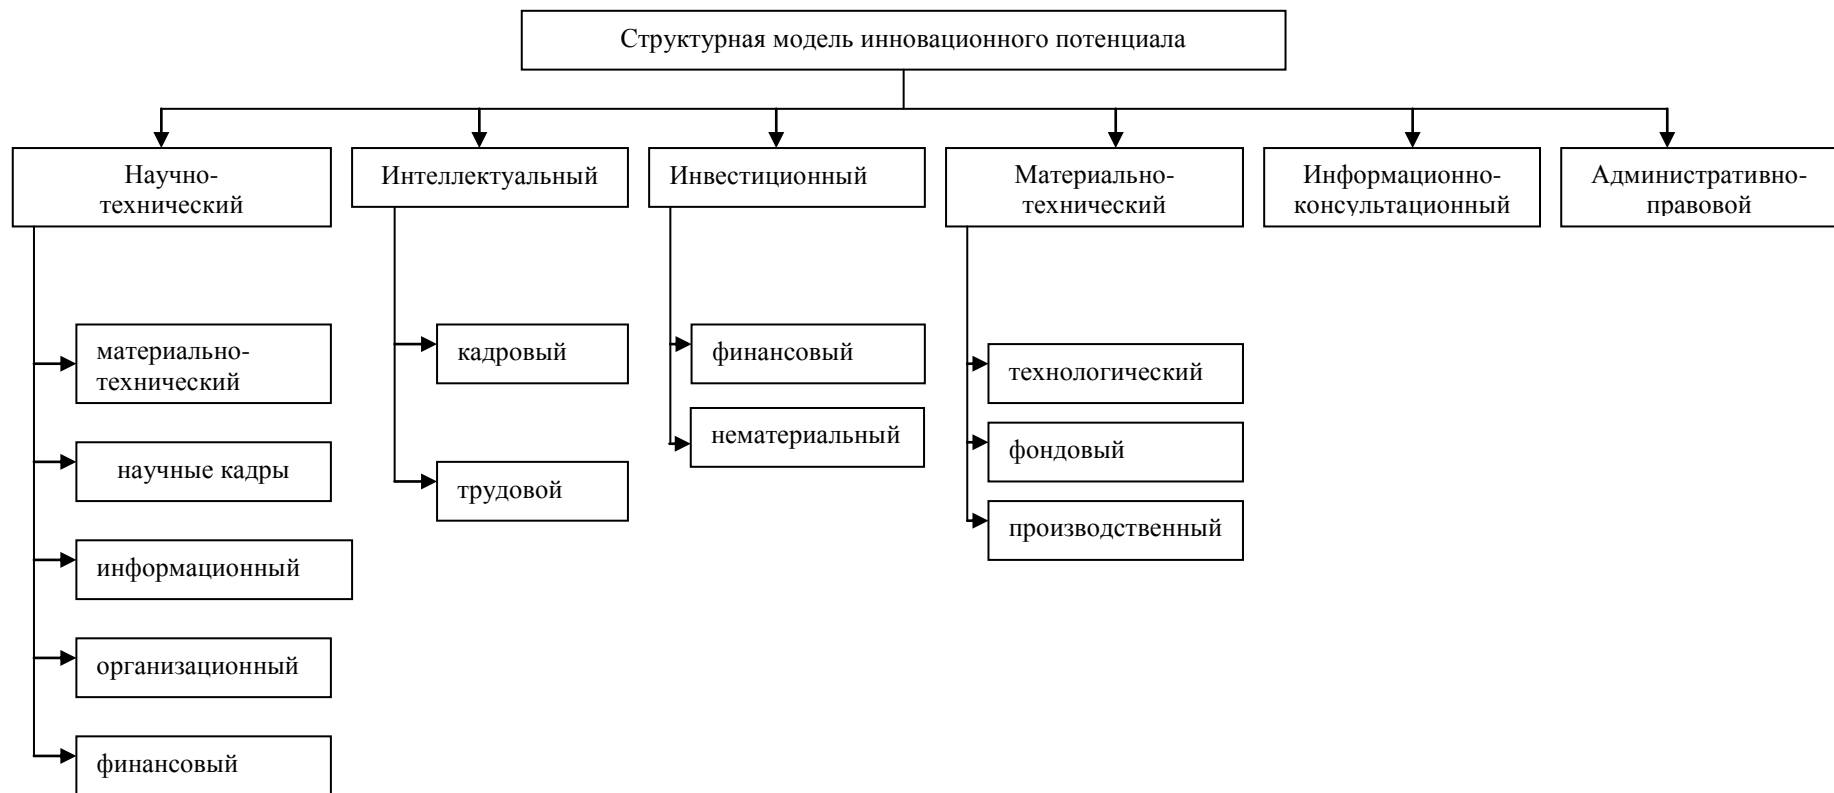 Структурная модель инновационного потенциала
Научно-
технический
Интеллектуальный
Инвестиционный
Материально-
технический
Информационно-
консультационный
Административно-
правовой
материально-
технический
научные кадры
информационный
организационный
финансовый
кадровый
трудовой
финансовый
нематериальный
технологический
фондовый
производственный